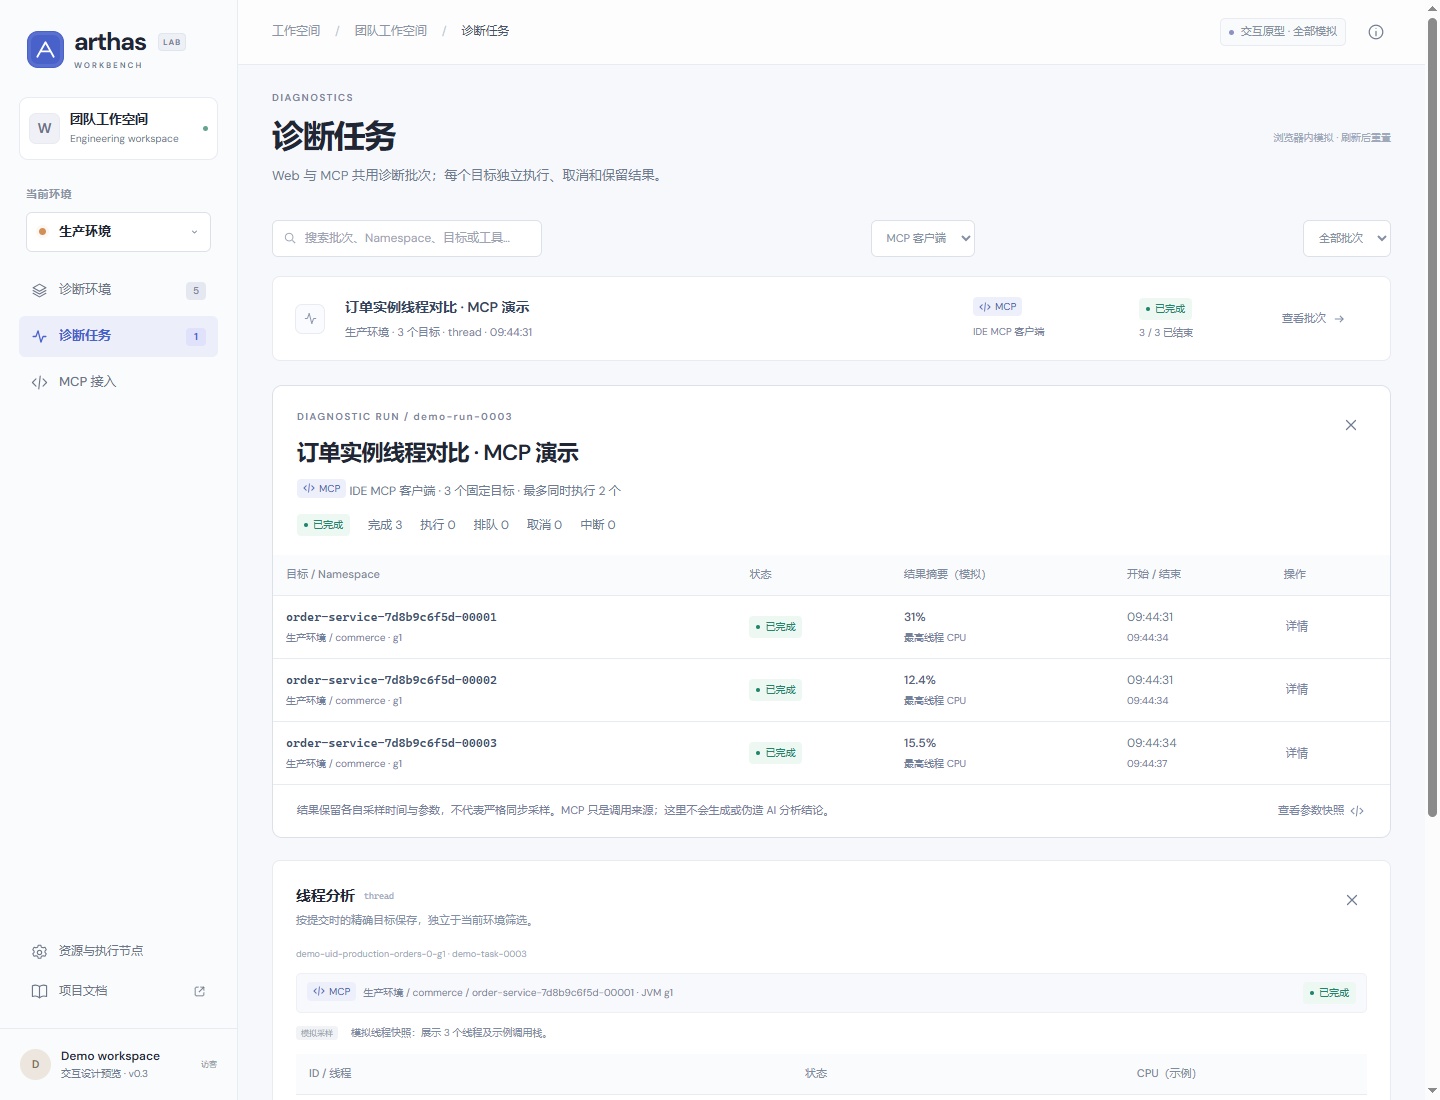 arthas LAB
WORKBENCH
W
团队工作空间
Engineering workspace
当前环境
生产环境
诊断环境 5
诊断任务 1
MCP 接入
资源与执行节点
项目文档
D
Demo workspace
交互设计预览 · v0.3
访客
工作空间 / 团队工作空间 / 诊断任务
交互原型 · 全部模拟
DIAGNOSTICS
诊断任务
浏览器内模拟 · 刷新后重置
Web 与 MCP 共用诊断批次；每个目标独立执行、取消和保留结果。
搜索批次、Namespace、目标或工具...
MCP 客户端
全部批次
订单实例线程对比 · MCP 演示
生产环境 · 3 个目标 · thread · 09:44:31
</> MCP
IDE MCP 客户端
已完成
3 / 3 已结束
查看批次 →
DIAGNOSTIC RUN / demo-run-0003
订单实例线程对比 · MCP 演示
</> MCP IDE MCP 客户端 · 3 个固定目标 · 最多同时执行 2 个
已完成 完成 3 执行 0 排队 0 取消 0 中断 0
目标 / Namespace 状态 结果摘要（模拟） 开始 / 结束 操作
order-service-7d8b9c6f5d-00001
生产环境 / commerce · g1
已完成
31%
最高线程 CPU
09:44:31
09:44:34
详情
order-service-7d8b9c6f5d-00002
生产环境 / commerce · g1
已完成
12.4%
最高线程 CPU
09:44:31
09:44:34
详情
order-service-7d8b9c6f5d-00003
生产环境 / commerce · g1
已完成
15.5%
最高线程 CPU
09:44:34
09:44:37
详情
结果保留各自采样时间与参数，不代表严格同步采样。MCP 只是调用来源；这里不会生成或伪造 AI 分析结论。
查看参数快照 </>
线程分析 thread
按提交时的精确目标保存，独立于当前环境筛选。
demo-uid-production-orders-0-g1 · demo-task-0003
</> MCP 生产环境 / commerce / order-service-7d8b9c6f5d-00001 · JVM g1
已完成
模拟采样 模拟线程快照：展示 3 个线程及示例调用栈。
ID / 线程 状态 CPU（示例）